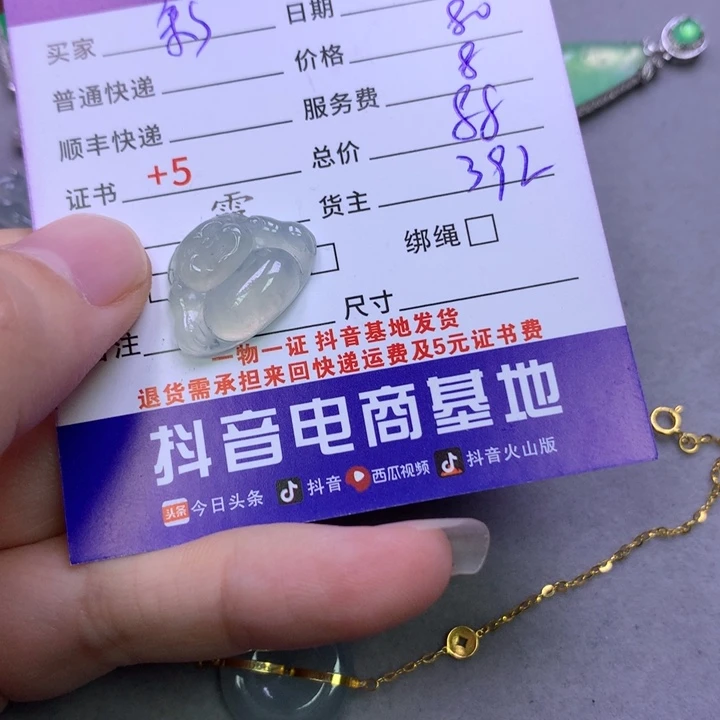 买家 日期 80
普通快递 价格 8
顺丰快递 服务费 88
证书 +5 总价 392
货主
绑绳
注 尺寸
一物一证 抖音基地发货
退货需承担来回快递运费及5元证书费
抖音电商基地
头条 今日头条 抖音 西瓜视频 抖音火山版